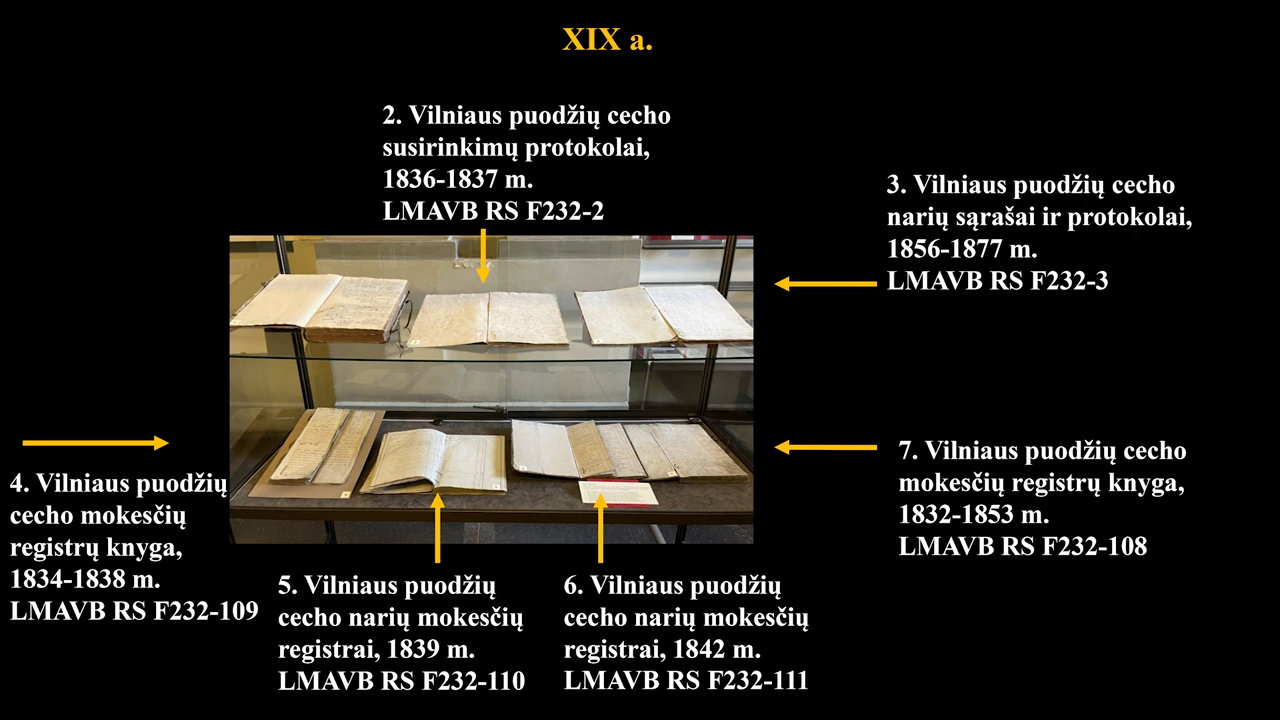 XIX a.
2. Vilniaus puodžių cecho
susirinkimų protokolai,
1836-1837 m.
LMAVB RS F232-2
3. Vilniaus puodžių cecho
narių sąrašai ir protokolai,
1856-1877 m.
LMAVB RS F232-3
4. Vilniaus puodžių
cecho mokesčių
registrų knyga,
1834-1838 m.
LMAVB RS F232-109
5. Vilniaus puodžių
cecho narių mokesčių
registrai, 1839 m.
LMAVB RS F232-110
6. Vilniaus puodžių
cecho narių mokesčių
registrai, 1842 m.
LMAVB RS F232-111
7. Vilniaus puodžių cecho
mokesčių registrų knyga,
1832-1853 m.
LMAVB RS F232-108